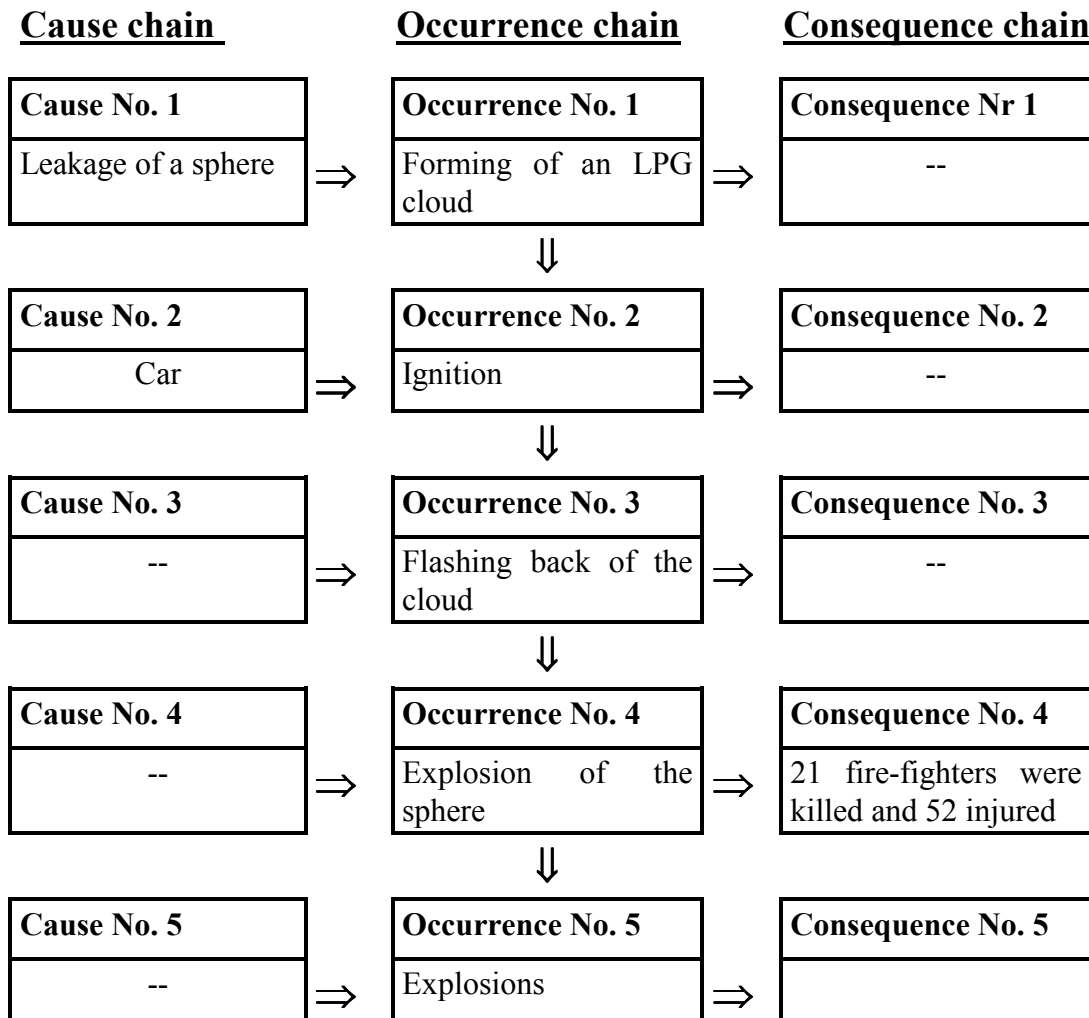 Cause chain
Occurrence chain
Consequence chain
Cause No. 1
Occurrence No. 1
Consequence Nr 1
Leakage of a sphere
⇒
Forming of an LPG
cloud
⇒
--
⇓
Cause No. 2
Occurrence No. 2
Consequence No. 2
Car
⇒
Ignition
⇒
--
⇓
Cause No. 3
Occurrence No. 3
Consequence No. 3
--
⇒
Flashing back of the
cloud
⇒
--
⇓
Cause No. 4
Occurrence No. 4
Consequence No. 4
--
⇒
Explosion of the
sphere
⇒
21 fire-fighters were
killed and 52 injured
⇓
Cause No. 5
Occurrence No. 5
Consequence No. 5
--
⇒
Explosions
⇒